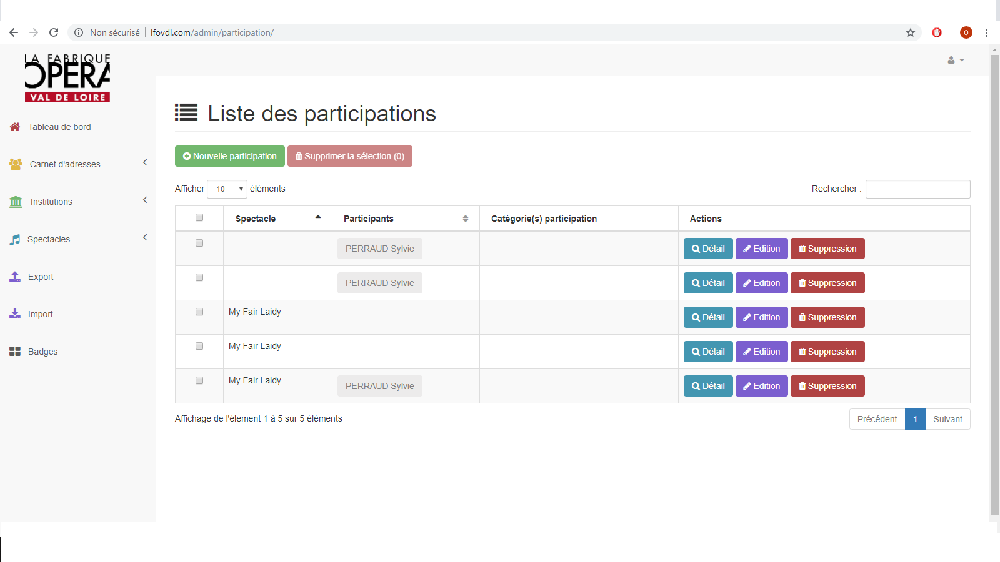 Non sécurisé | lfovdl.com/admin/participation/
O
LA FABRIQUE
OPERA
VAL DE LOIRE
Tableau de bord
Carnet d'adresses
Institutions
Spectacles
Export
Import
Badges
Liste des participations
Nouvelle participation Supprimer la sélection (0)
Afficher 10 éléments Rechercher :
Spectacle Participants Catégorie(s) participation Actions
PERRAUD Sylvie Détail Edition Suppression
PERRAUD Sylvie Détail Edition Suppression
My Fair Laidy Détail Edition Suppression
My Fair Laidy Détail Edition Suppression
My Fair Laidy PERRAUD Sylvie Détail Edition Suppression
Affichage de l'élement 1 à 5 sur 5 éléments Précédent 1 Suivant